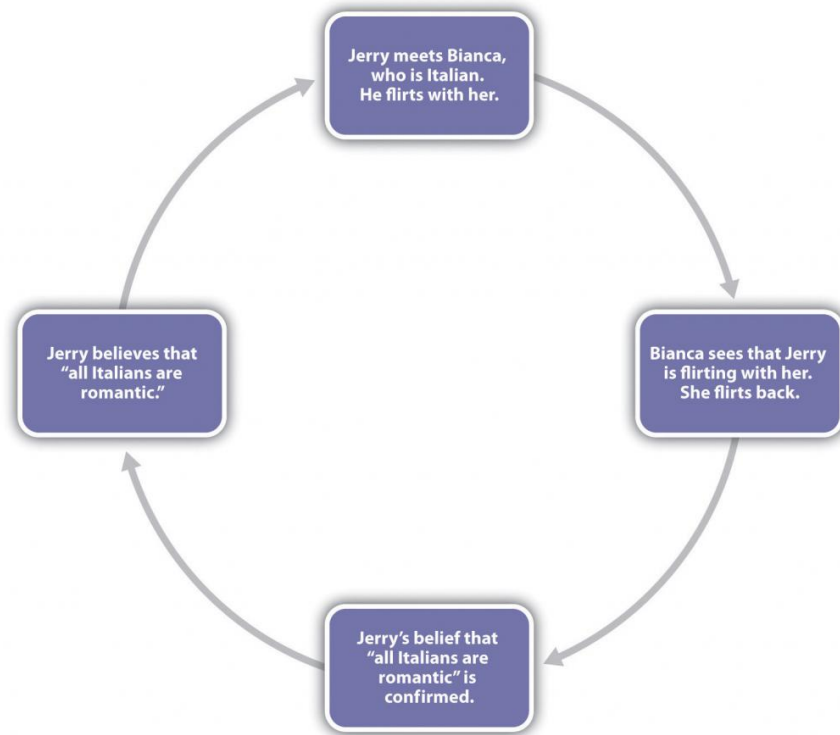 Jerry meets Bianca,
who is Italian.
He flirts with her.
Bianca sees that Jerry
is flirting with her.
She flirts back.
Jerry’s belief that
“all Italians are
romantic” is
confirmed.
Jerry believes that
“all Italians are
romantic.”